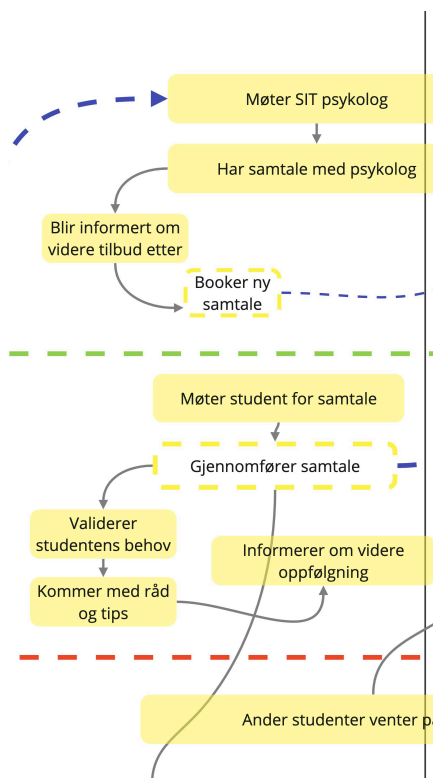 Møter SIT psykolog
Har samtale med psykolog
Blir informert om
videre tilbud etter
Booker ny
samtale
Møter student for samtale
Gjennomfører samtale
Validerer
studentens behov
Informerer om videre
oppfølgning
Kommer med råd
og tips
Ander studenter venter